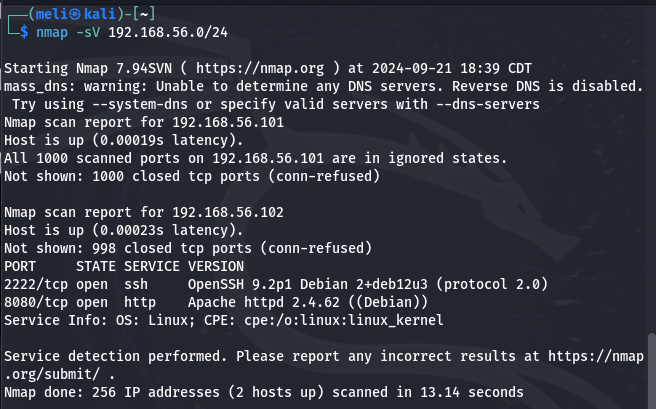 ┌──(meli㉿kali)-[~]
└─$ nmap -sV 192.168.56.0/24
Starting Nmap 7.94SVN ( https://nmap.org ) at 2024-09-21 18:39 CDT
mass_dns: warning: Unable to determine any DNS servers. Reverse DNS is disabled.
Try using --system-dns or specify valid servers with --dns-servers
Nmap scan report for 192.168.56.101
Host is up (0.00019s latency).
All 1000 scanned ports on 192.168.56.101 are in ignored states.
Not shown: 1000 closed tcp ports (conn-refused)
Nmap scan report for 192.168.56.102
Host is up (0.00023s latency).
Not shown: 998 closed tcp ports (conn-refused)
PORT     STATE SERVICE VERSION
2222/tcp open  ssh     OpenSSH 9.2p1 Debian 2+deb12u3 (protocol 2.0)
8080/tcp open  http    Apache httpd 2.4.62 ((Debian))
Service Info: OS: Linux; CPE: cpe:/o:linux:linux_kernel
Service detection performed. Please report any incorrect results at https://nmap
.org/submit/ .
Nmap done: 256 IP addresses (2 hosts up) scanned in 13.14 seconds